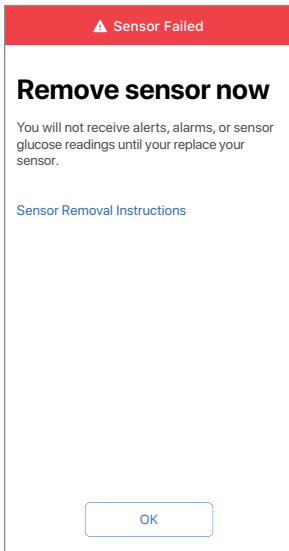 Sensor Failed
Remove sensor now
You will not receive alerts, alarms, or sensor
glucose readings until your replace your
sensor.
Sensor Removal Instructions
OK